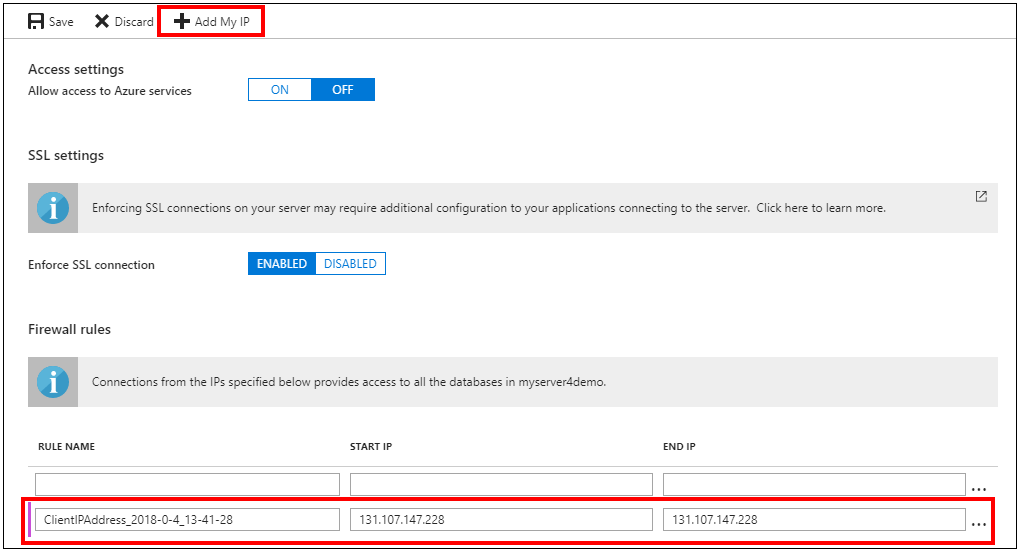 Save Discard Add My IP
Access settings
Allow access to Azure services ON OFF
SSL settings
Enforcing SSL connections on your server may require additional configuration to your applications connecting to the server. Click here to learn more.
Enforce SSL connection ENABLED DISABLED
Firewall rules
Connections from the IPs specified below provides access to all the databases in myserver4demo.
RULE NAME START IP END IP
...
ClientIPAddress_2018-0-4_13-41-28 131.107.147.228 131.107.147.228 ...